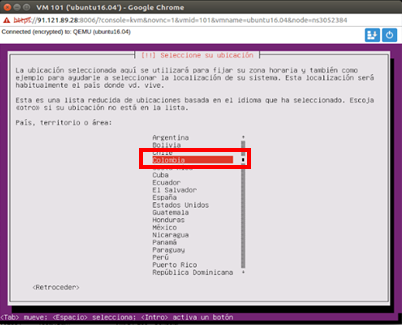 VM 101 ('ubuntu16.04') - Google Chrome
https://91.121.89.28:8006/?console=kvm&novnc=1&vmid=101&vmname=ubuntu16.04&node=ns3052384
Connected (encrypted) to: QEMU (ubuntu16.04)
[!!] Seleccione su ubicación
La ubicación seleccionada aquí se utilizará para fijar su zona horaria y también como
ejemplo para ayudarle a seleccionar la localización de su sistema. Esta localización será
habitualmente el país donde vd. vive.
Esta es una lista reducida de ubicaciones basada en el idioma que ha seleccionado. Escoja
«otro» si su ubicación no está en la lista.
País, territorio o área:
Argentina
Bolivia
Chile
Colombia
Cuba
Ecuador
El Salvador
España
Estados Unidos
Guatemala
Honduras
México
Nicaragua
Panamá
Paraguay
Perú
Puerto Rico
República Dominicana
<Retroceder>
<Tab> mueve; <Espacio> selecciona; <Intro> activa un botón